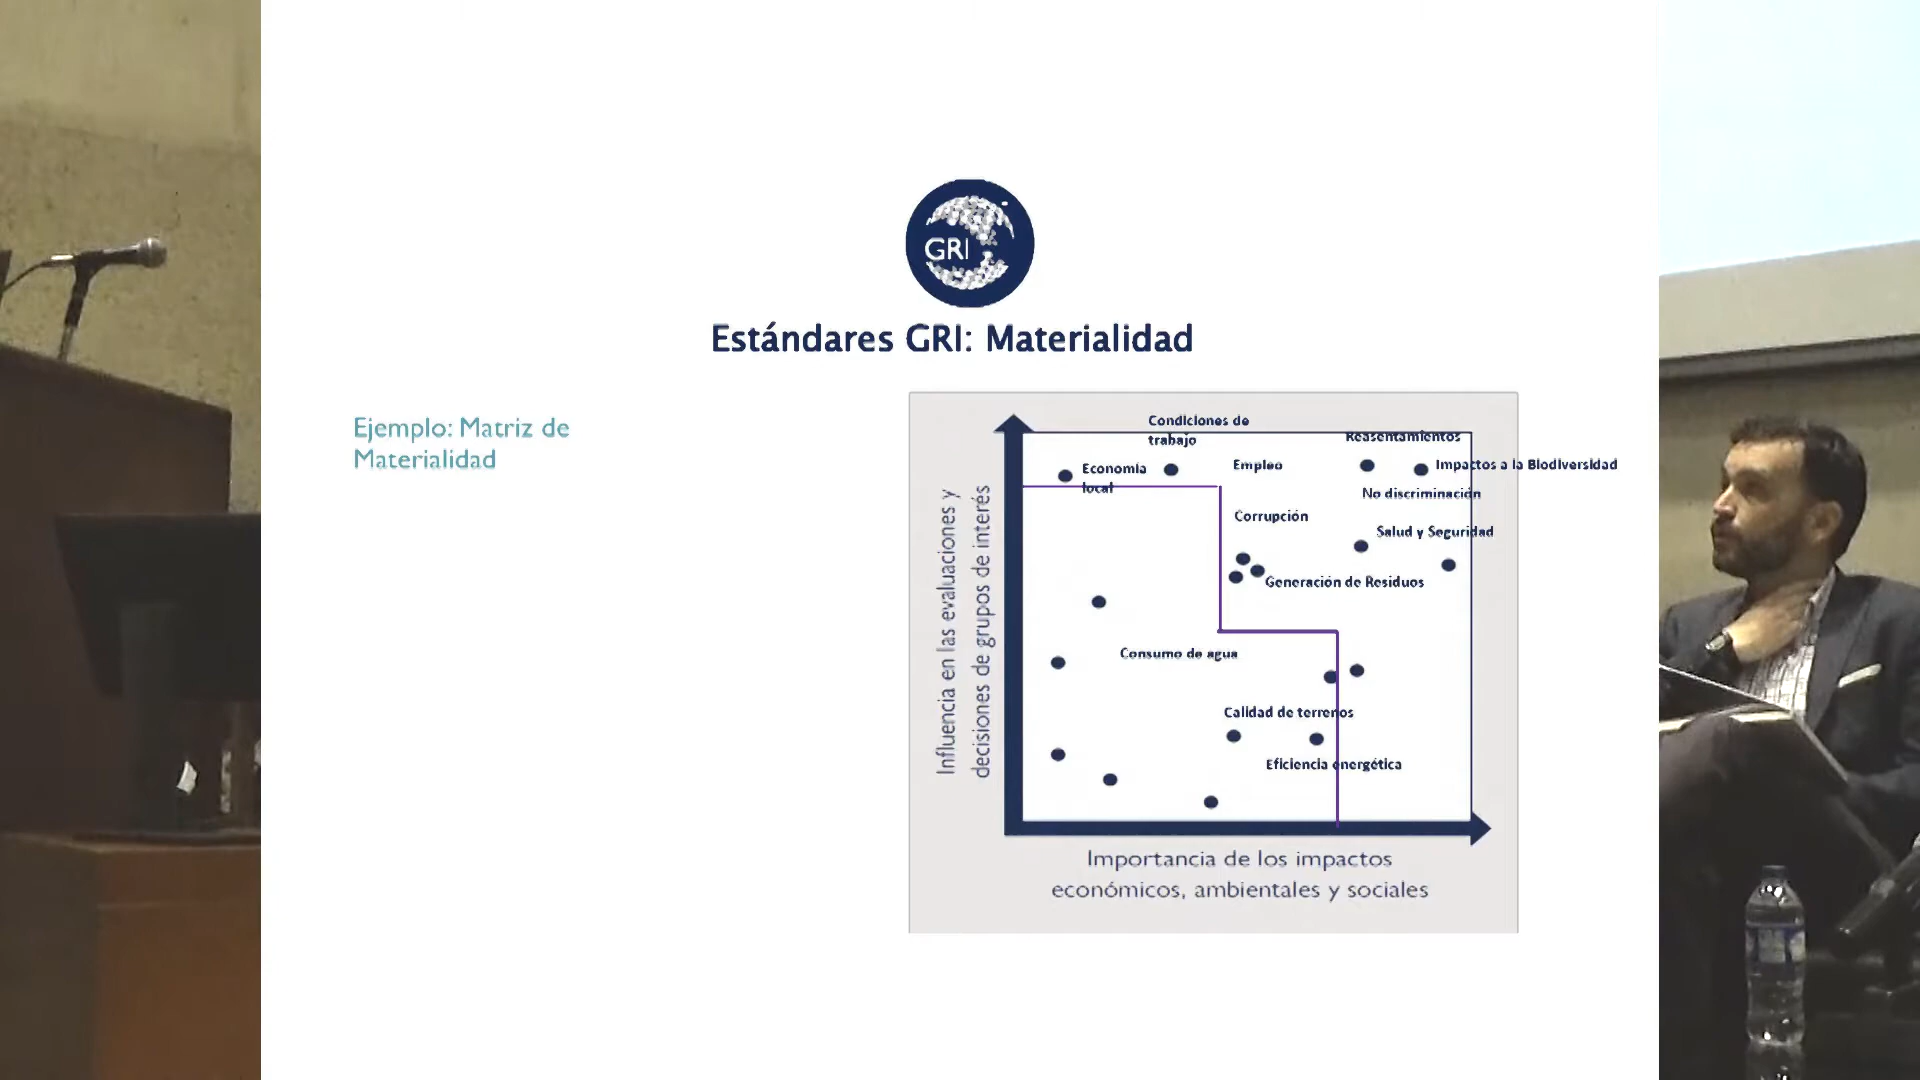 GRI
Estándares GRI: Materialidad
Ejemplo: Matriz de
Materialidad
Influencia en las evaluaciones y
decisiones de grupos de interés
Condiciones de
trabajo
Reasentamientos
Economía
local
Empleo
Impactos a la Biodiversidad
No discriminación
Corrupción
Salud y Seguridad
Generación de Residuos
Consumo de agua
Calidad de terrenos
Eficiencia energética
Importancia de los impactos
económicos, ambientales y sociales